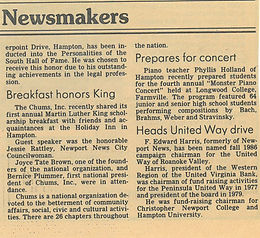 Newsmakers
erpoint Drive, Hampton, has been in-
ducted into the Personalities of the
South Hall of Fame. He was chosen
to receive this honor due to his outstand-
ing achievements in the legal profes-
sion.
Breakfast honors King
The Chums, Inc. recently shared its
first annual Martin Luther King schol-
arship breakfast with friends and ac-
quaintances at the Holiday Inn in
Hampton.
Guest speaker was the honorable
Jessie Rattley, Newport News City
Councilwoman.
Joyce Tate Brown, one of the found-
ers of the national organization, and
Bernice Plummer, first national presi-
dent of Chums, Inc., were in atten-
dance.
Chums is a national organization de-
voted to the betterment of community
affairs, social, civic and cultural activi-
ties. There are 26 chapters throughout
the nation.
Prepares for concert
Piano teacher Phyllis Holland of
Hampton recently prepared students
for the fourth annual "Monster Piano
Concert" held at Longwood College,
Farmville. The program featured 64
junior and senior high school students
performing compositions by Bach,
Brahms, Weber and Stravinsky.
Heads United Way drive
F. Edward Harris, formerly of New-
port News, has been named fall 1986
campaign chairman for the United
Way of Roanoke Valley.
Harris, president of the Western
Region of the United Virginia Bank,
was chairman of fund raising activities
for the Peninsula United Way in 1977
and president of the board in 1979.
He was fund-raising chairman for
Christopher Newport College and
Hampton University.